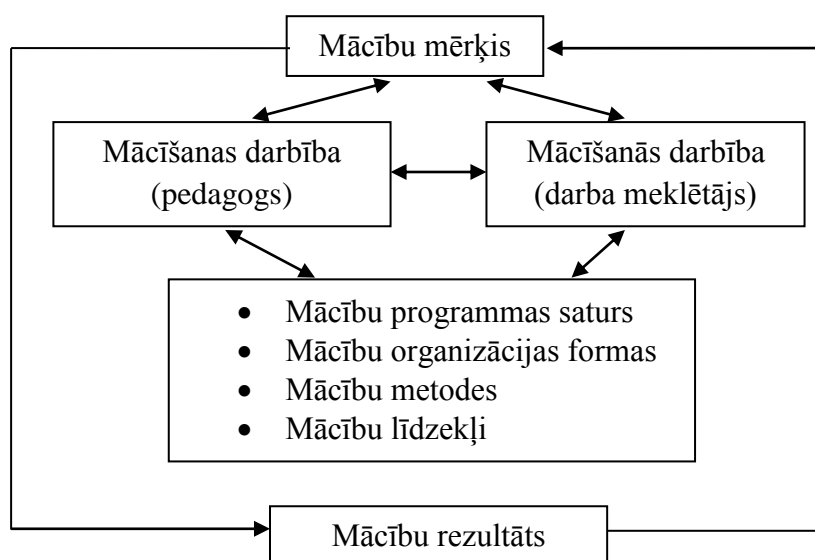 Mācību mērķis
Mācīšanas darbība
(pedagogs)
Mācīšanās darbība
(darba meklētājs)
• Mācību programmas saturs
• Mācību organizācijas formas
• Mācību metodes
• Mācību līdzekļi
Mācību rezultāts